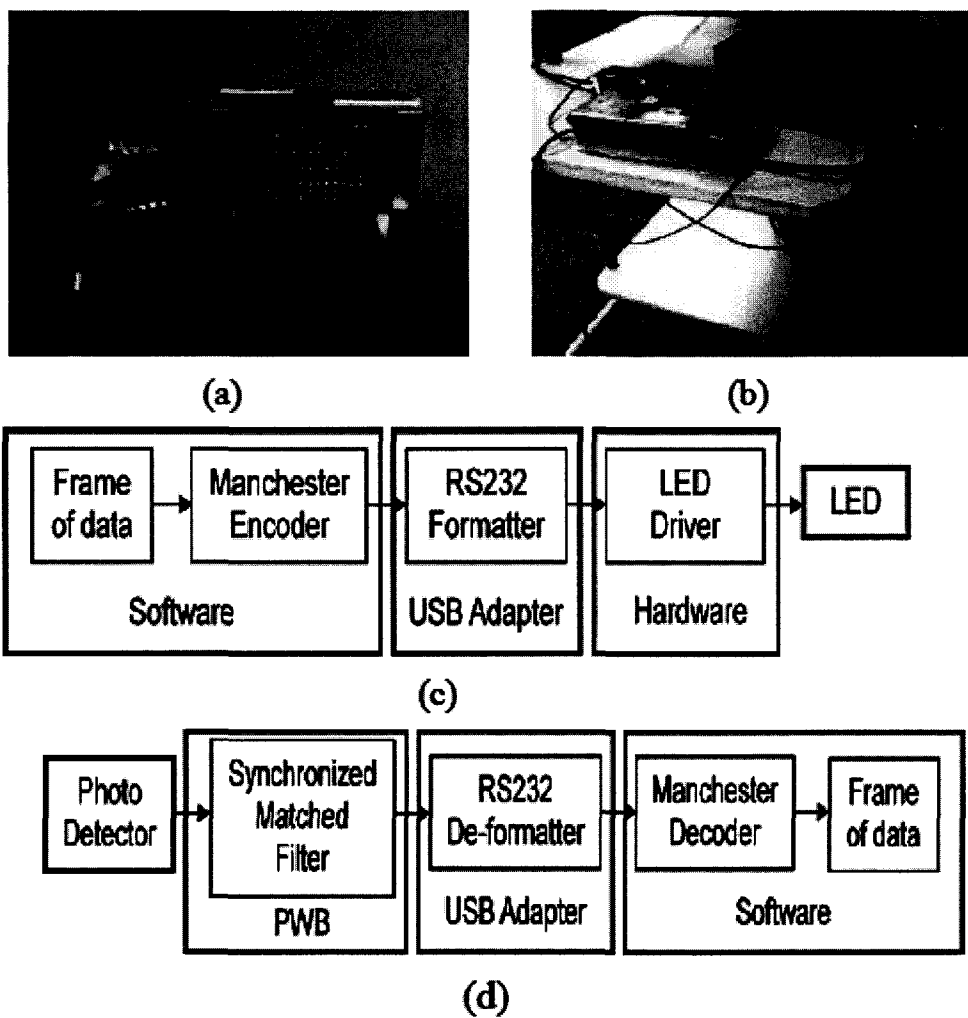 (a)
(b)
Frame
of data
Manchester
Encoder
Software
RS232
Formatter
USB Adapter
LED
Driver
Hardware
LED
(c)
Photo
Detector
Synchronized
Matched
Filter
PWB
RS232
De-formatter
USB Adapter
Manchester
Decoder
Frame
of data
Software
(d)